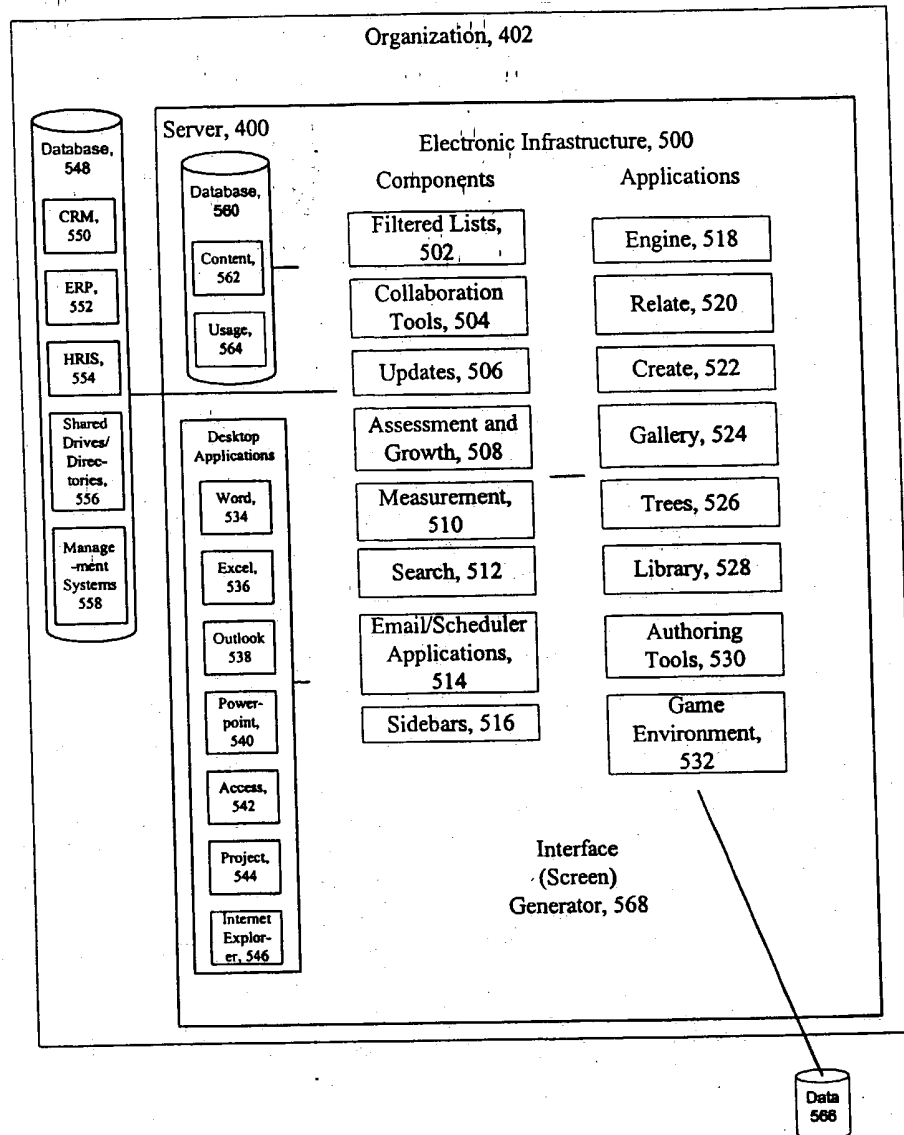 Organization, 402
Database,
548
CRM,
550
ERP,
552
HRIS,
554
Shared
Drives/
Direc-
tories,
556
Manage
-ment
Systems
558
Server, 400
Database,
560
Content,
562
Usage,
564
Desktop
Applications
Word,
534
Excel,
536
Outlook
538
Power-
point,
540
Access,
542
Project,
544
Internet
Explor-
er, 546
Electronic Infrastructure, 500
Components
Filtered Lists,
502
Collaboration
Tools, 504
Updates, 506
Assessment and
Growth, 508
Measurement,
510
Search, 512
Email/Scheduler
Applications,
514
Sidebars, 516
Applications
Engine, 518
Relate, 520
Create, 522
Gallery, 524
Trees, 526
Library, 528
Authoring
Tools, 530
Game
Environment,
532
Interface
(Screen)
Generator, 568
Data
566